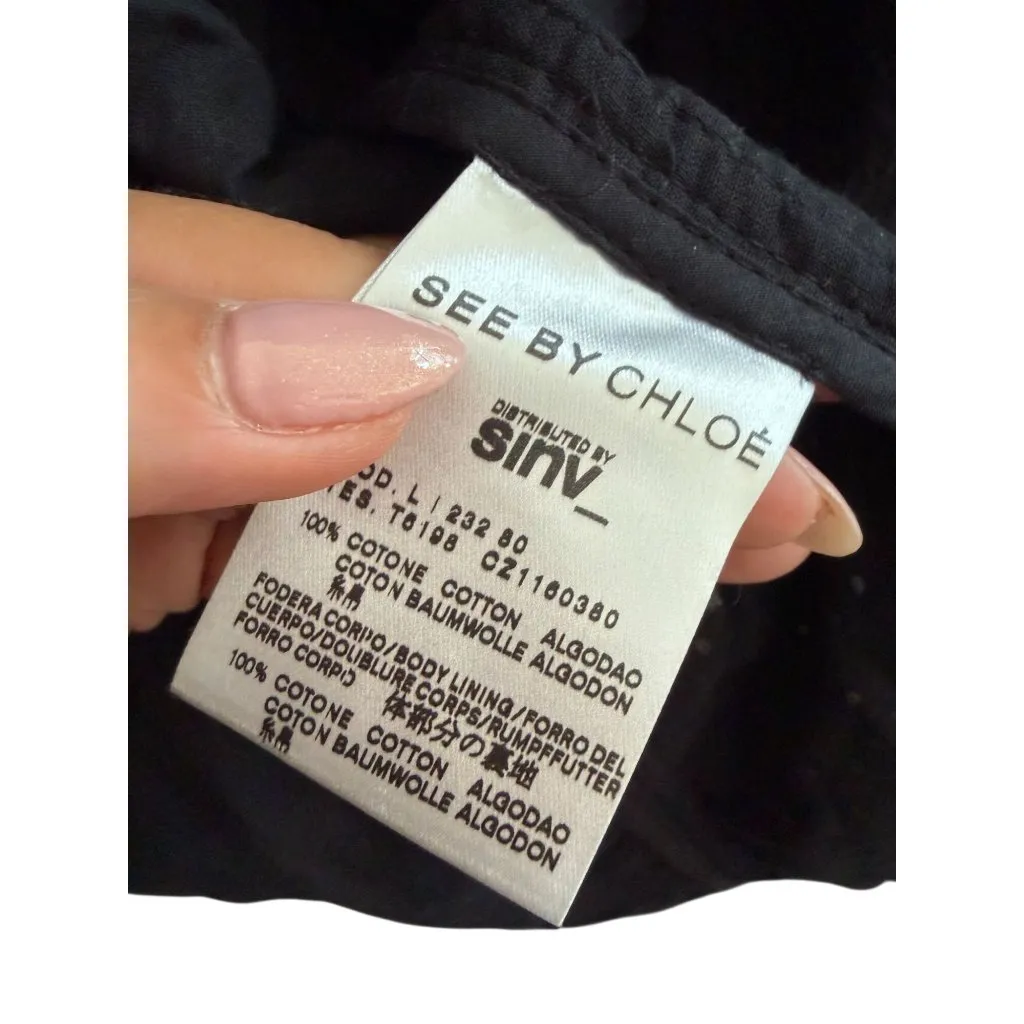 SEE BY CHLOÉ
DISTRIBUTED BY
sinv_
OD. L I 232 80
TES. T6198 CZ1160380
100% COTONE COTTON ALGODAO
COTON BAUMWOLLE ALGODON
綿
FODERA CORPO/BODY LINING/FORRO DEL
CUERPO/DOUBLURE CORPS/RUMPFFUTTER
FORRO CORPO 体部分の裏地
100% COTONE COTTON ALGODAO
COTON BAUMWOLLE ALGODON
綿